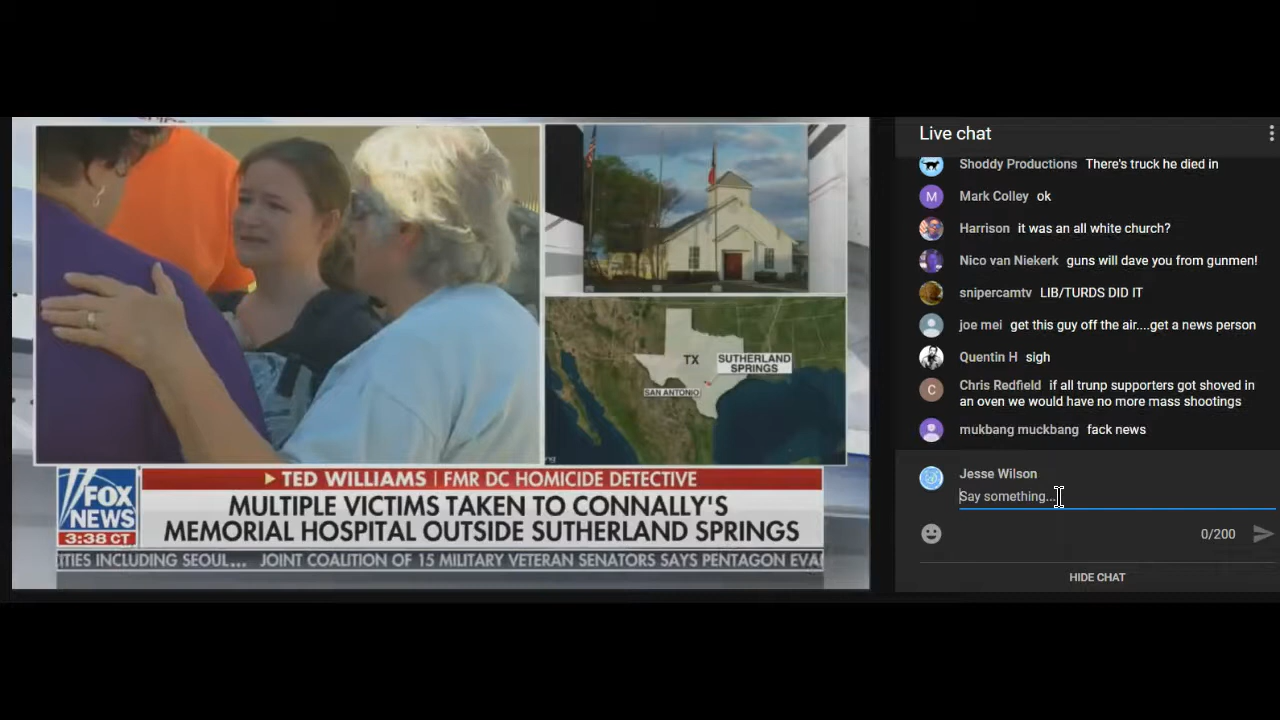 TX
SUTHERLAND
SPRINGS
SAN ANTONIO
TED WILLIAMS | FMR DC HOMICIDE DETECTIVE
MULTIPLE VICTIMS TAKEN TO CONNALLY'S
MEMORIAL HOSPITAL OUTSIDE SUTHERLAND SPRINGS
FOX
NEWS
3:38 CT
ITIES INCLUDING SEOUL... JOINT COALITION OF 15 MILITARY VETERAN SENATORS SAYS PENTAGON EVA
Live chat
Shoddy Productions There's truck he died in
Mark Colley ok
Harrison it was an all white church?
Nico van Niekerk guns will dave you from gunmen!
snipercamtv LIB/TURDS DID IT
joe mei get this guy off the air....get a news person
Quentin H sigh
C
Chris Redfield if all trunp supporters got shoved in
an oven we would have no more mass shootings
mukbang muckbang fack news
Jesse Wilson
Say something...
0/200
HIDE CHAT
M